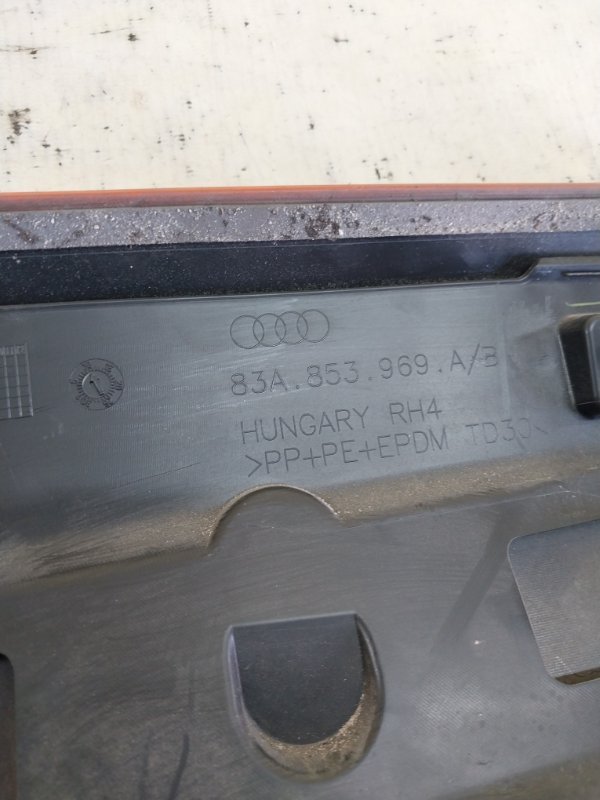 83A.853.969.A/B
HUNGARY RH4
>PP+PE+EPDM TD30<